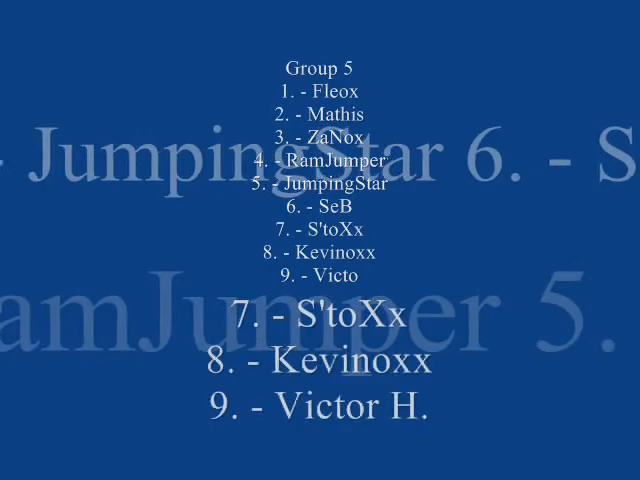 Group 5
1. - Fleox
2. - Mathis
3. - ZaNox
- JumpingStar 6. - S
4. - RamJumper
5. - JumpingStar
6. - SeB
7. - S'toXx
8. - Kevinoxx
9. - Victo
amJumper 5.
7. - S'toXx
8. - Kevinoxx
9. - Victor H.